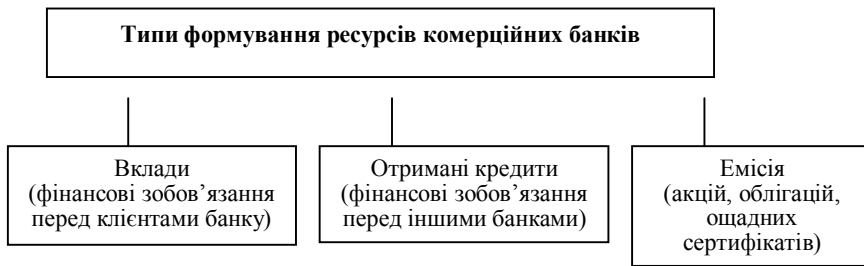 Типи формування ресурсів комерційних банків
Вклади
(фінансові зобов’язання
перед клієнтами банку)
Отримані кредити
(фінансові зобов’язання
перед іншими банками)
Емісія
(акцій, облігацій,
ощадних
сертифікатів)